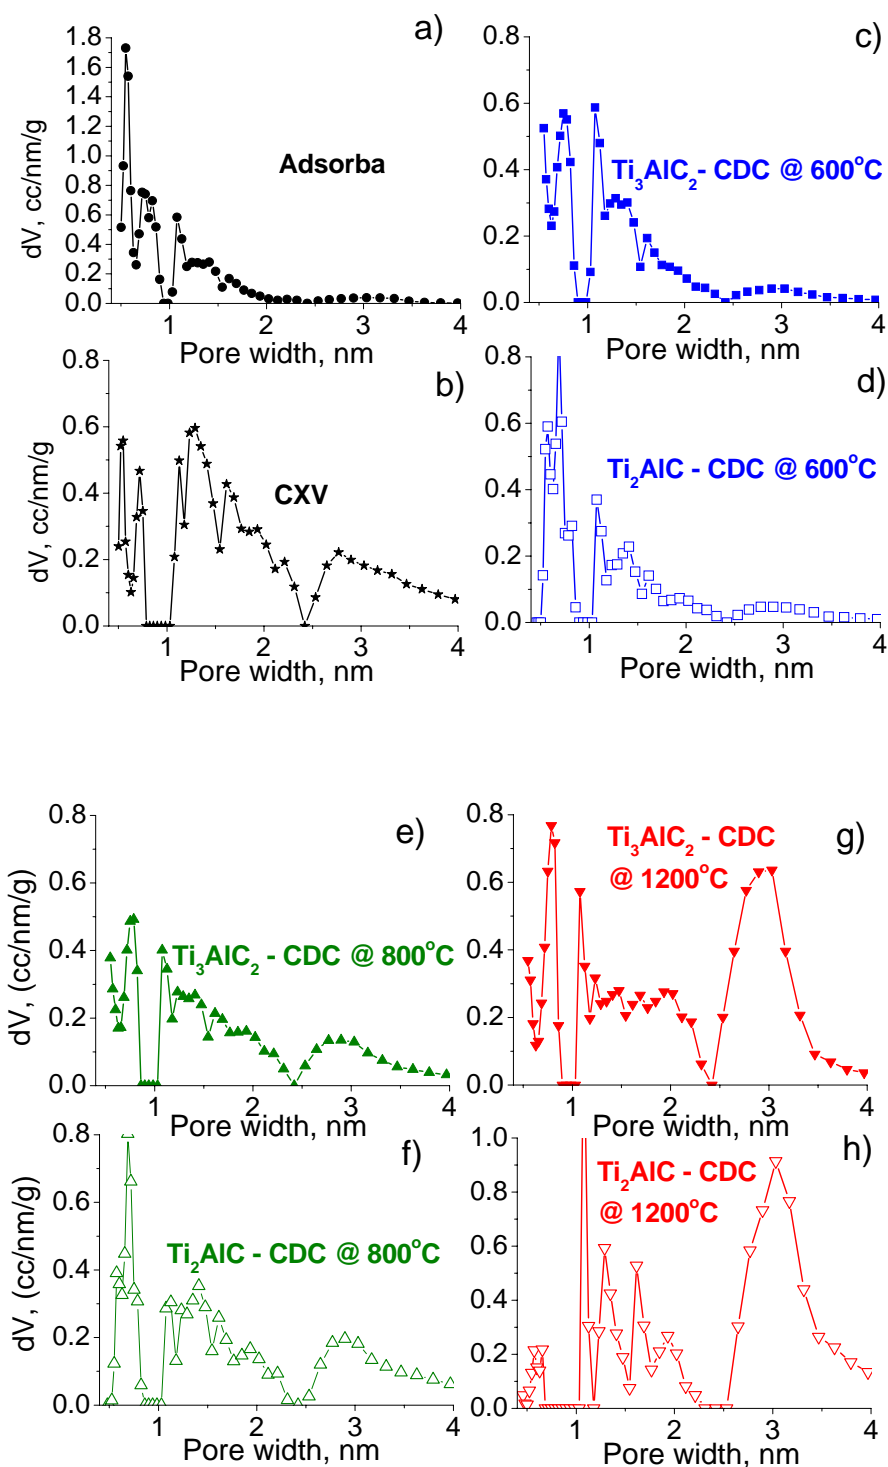 a)
dV, cc/nm/g
1.8
1.6
1.4
1.2
1.0
0.8
0.6
0.4
0.2
0.0
Adsorba
1 2 3 4
Pore width, nm
c)
0.8
0.6
0.4
0.2
0.0
Ti₃AlC₂- CDC @ 600°C
1 2 3 4
Pore width, nm
b)
dV, cc/nm/g
0.8
0.6
0.4
0.2
0.0
CXV
1 2 3 4
Pore width, nm
d)
0.8
0.6
0.4
0.2
0.0
Ti₂AlC - CDC @ 600°C
1 2 3 4
Pore width, nm
e)
dV, (cc/nm/g)
0.8
0.6
0.4
0.2
0.0
Ti₃AlC₂ - CDC @ 800°C
1 2 3 4
Pore width, nm
g)
0.8
0.6
0.4
0.2
0.0
Ti₃AlC₂ - CDC
@ 1200°C
1 2 3 4
Pore width, nm
f)
dV, (cc/nm/g)
0.8
0.6
0.4
0.2
0.0
Ti₂AlC - CDC @ 800°C
1 2 3 4
Pore width, nm
h)
1.0
0.8
0.6
0.4
0.2
0.0
Ti₂AlC - CDC
@ 1200°C
1 2 3 4
Pore width, nm